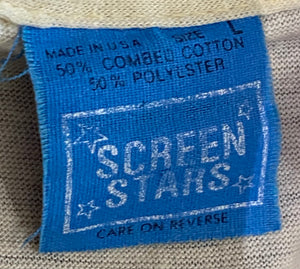 MADE IN U.S.A. SIZE L
50% COMBED COTTON
50% POLYESTER
SCREEN
STARS
CARE ON REVERSE